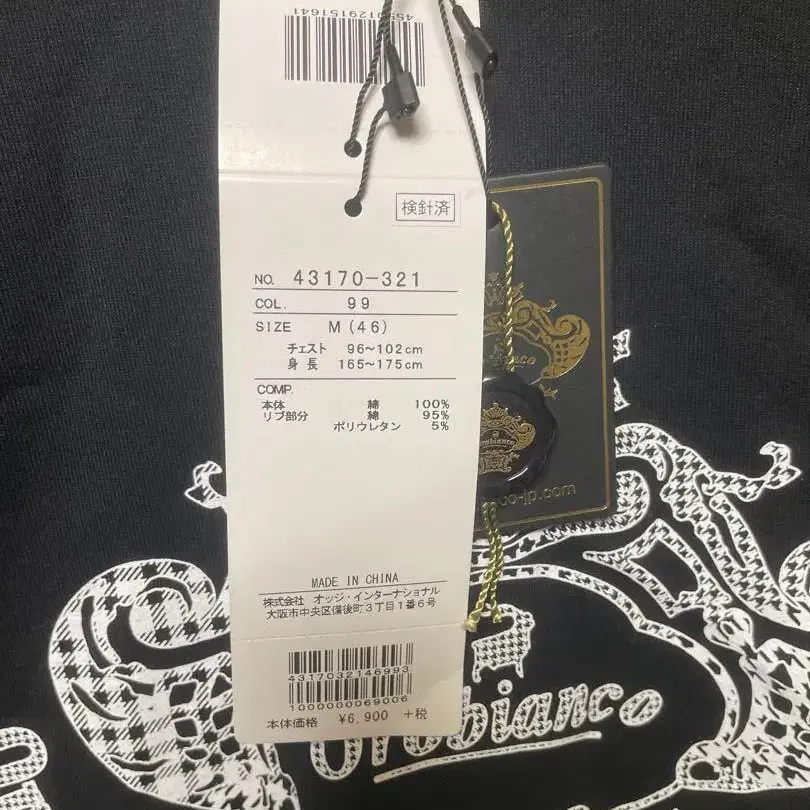 検針済
NO. 43170-321
COL. 99
SIZE M(46)
チェスト 96~102cm
身長 165~175cm
COMP.
本体 綿 100%
リブ部分 綿 95%
ポリウレタン 5%
MADE IN CHINA
株式会社 オッジ・インターナショナル
大阪市中央区備後町3丁目1番6号
4317032146993
1000000069006
本体価格 ¥6,900 +税
-jp.com
Orobianco